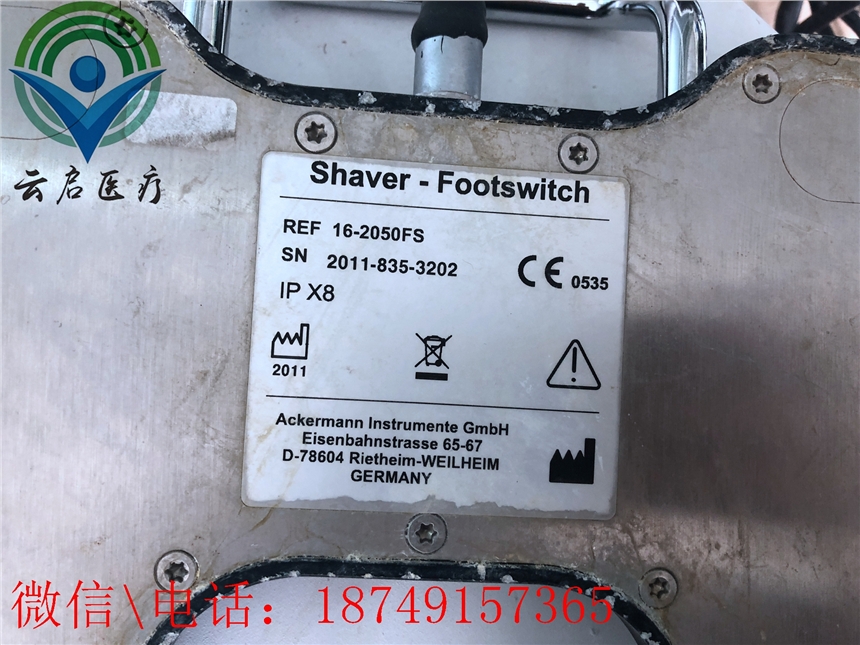 云启医疗
Shaver - Footswitch
REF 16-2050FS
SN 2011-835-3202
CE 0535
IP X8
2011
Ackermann Instrumente GmbH
Eisenbahnstrasse 65-67
D-78604 Rietheim-WEILHEIM
GERMANY
微信\电话：18749157365